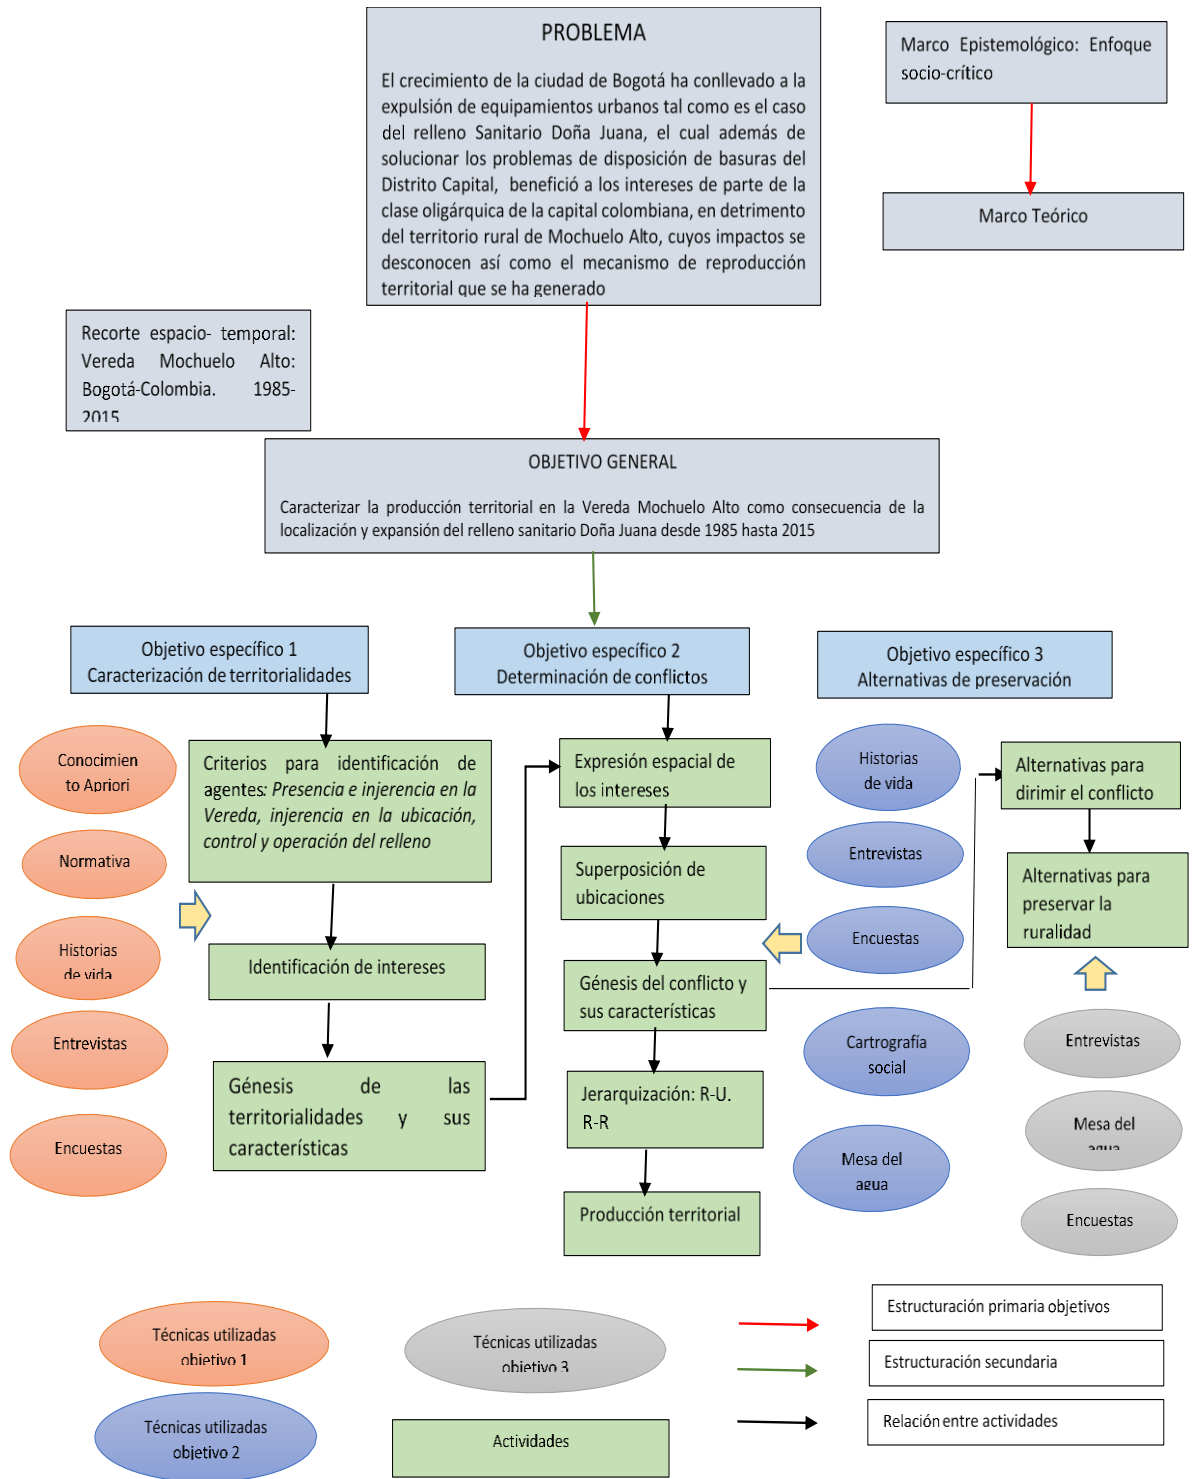 PROBLEMA
El crecimiento de la ciudad de Bogotá ha conllevado a la
expulsión de equipamientos urbanos tal como es el caso
del relleno Sanitario Doña Juana, el cual además de
solucionar los problemas de disposición de basuras del
Distrito Capital, benefició a los intereses de parte de la
clase oligárquica de la capital colombiana, en detrimento
del territorio rural de Mochuelo Alto, cuyos impactos se
desconocen así como el mecanismo de reproducción
territorial que se ha generado
Marco Epistemológico: Enfoque
socio-crítico
Marco Teórico
Recorte espacio- temporal:
Vereda Mochuelo Alto:
Bogotá-Colombia. 1985-
2015
OBJETIVO GENERAL
Caracterizar la producción territorial en la Vereda Mochuelo Alto como consecuencia de la
localización y expansión del relleno sanitario Doña Juana desde 1985 hasta 2015
Objetivo específico 1
Caracterización de territorialidades
Objetivo específico 2
Determinación de conflictos
Objetivo específico 3
Alternativas de preservación
Conocimien
to Apriori
Normativa
Historias
de vida
Entrevistas
Encuestas
Criterios para identificación de
agentes: Presencia e injerencia en la
Vereda, injerencia en la ubicación,
control y operación del relleno
Identificación de intereses
Génesis de las
territorialidades y sus
características
Expresión espacial de
los intereses
Superposición de
ubicaciones
Génesis del conflicto y
sus características
Jerarquización: R-U.
R-R
Producción territorial
Historias
de vida
Entrevistas
Encuestas
Cartrografía
social
Mesa del
agua
Alternativas para
dirimir el conflicto
Alternativas para
preservar la
ruralidad
Entrevistas
Mesa del
agua
Encuestas
Técnicas utilizadas
objetivo 1
Técnicas utilizadas
objetivo 2
Técnicas utilizadas
objetivo 3
Actividades
Estructuración primaria objetivos
Estructuración secundaria
Relación entre actividades